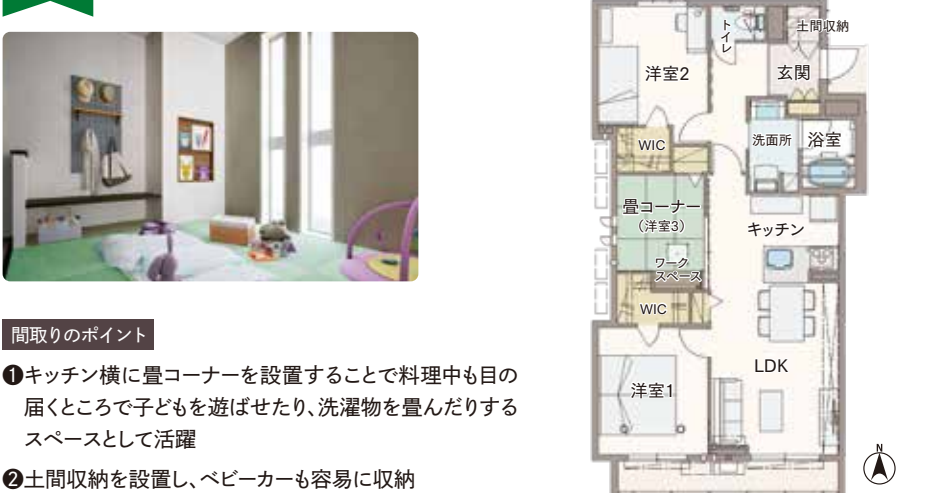 間取りのポイント
❶キッチン横に畳コーナーを設置することで料理中も目の
届くところで子どもを遊ばせたり、洗濯物を畳んだりする
スペースとして活躍
❷土間収納を設置し、ベビーカーも容易に収納
トイレ
土間収納
洋室2
玄関
WIC
洗面所
浴室
畳コーナー
(洋室3)
キッチン
ワーク
スペース
WIC
LDK
洋室1
N